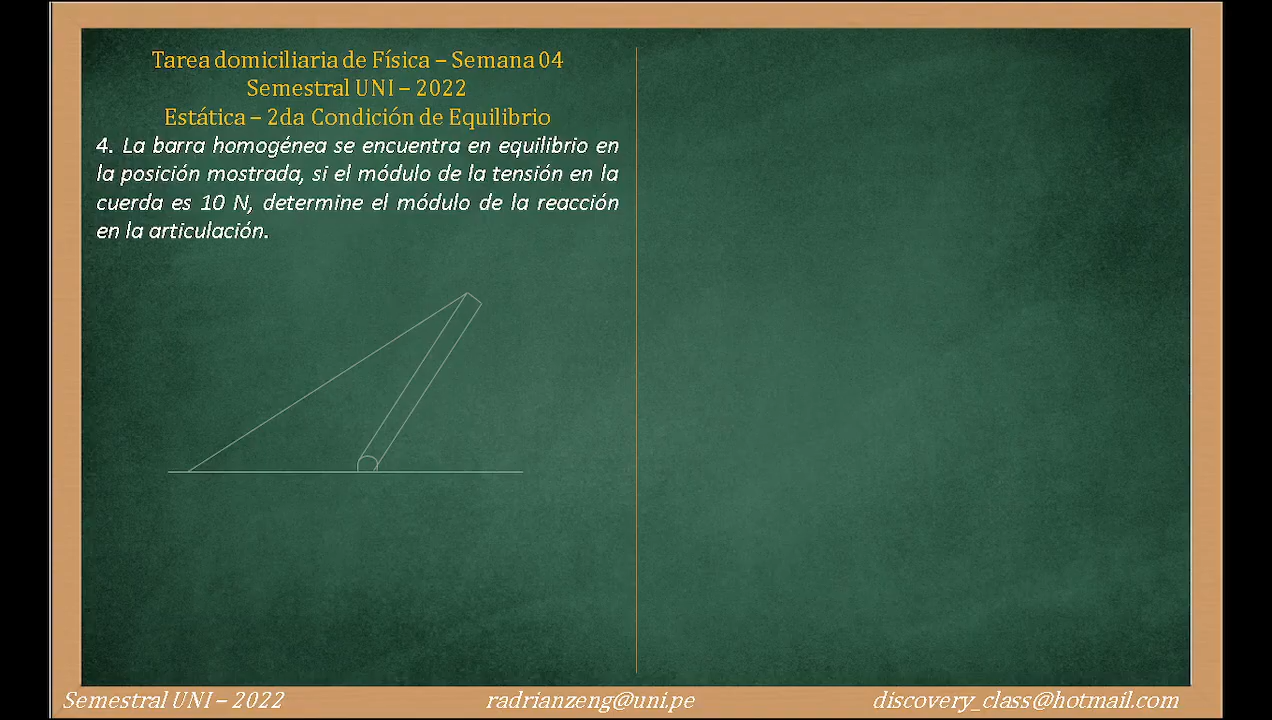 Tarea domiciliaria de Física – Semana 04
Semestral UNI – 2022
Estática – 2da Condición de Equilibrio
4. La barra homogénea se encuentra en equilibrio en
la posición mostrada, si el módulo de la tensión en la
cuerda es 10 N, determine el módulo de la reacción
en la articulación.
Semestral UNI – 2022
radrianzeng@uni.pe
discovery_class@hotmail.com